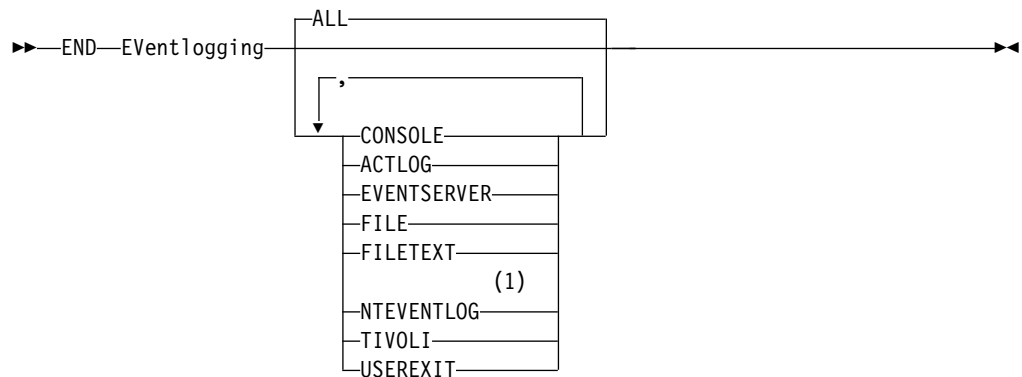 ALL
END EVentlogging
,
CONSOLE
ACTLOG
EVENTSERVER
FILE
FILETEXT
(1)
NTEVENTLOG
TIVOLI
USEREXIT